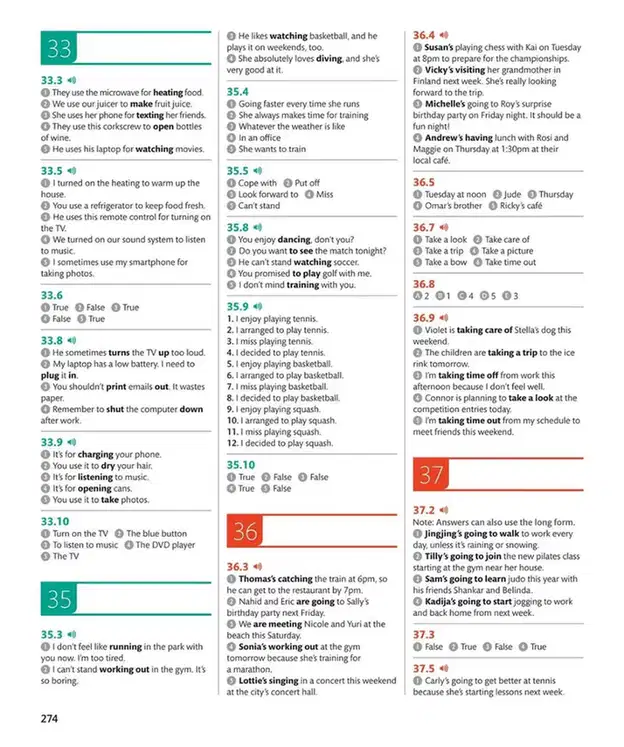 33
33.3
1 They use the microwave for heating food.
2 We use our juicer to make fruit juice.
3 She uses her phone for texting her friends.
4 They use this corkscrew to open bottles
of wine.
5 He uses his laptop for watching movies.
33.5
1 I turned on the heating to warm up the
house.
2 You use a refrigerator to keep food fresh.
3 He uses this remote control for turning on
the TV.
4 We turned on our sound system to listen
to music.
5 I sometimes use my smartphone for
taking photos.
33.6
1 True 2 False 3 True
4 False 5 True
33.8
1 He sometimes turns the TV up too loud.
2 My laptop has a low battery. I need to
plug it in.
3 You shouldn't print emails out. It wastes
paper.
4 Remember to shut the computer down
after work.
33.9
1 It's for charging your phone.
2 You use it to dry your hair.
3 It's for listening to music.
4 It's for opening cans.
5 You use it to take photos.
33.10
1 Turn on the TV 2 The blue button
3 To listen to music 4 The DVD player
5 The TV
35
35.3
1 I don't feel like running in the park with
you now. I'm too tired.
2 I can't stand working out in the gym. It's
so boring.
3 He likes watching basketball, and he
plays it on weekends, too.
4 She absolutely loves diving, and she's
very good at it.
35.4
1 Going faster every time she runs
2 She always makes time for training
3 Whatever the weather is like
4 In an office
5 She wants to train
35.5
1 Cope with 2 Put off
3 Look forward to 4 Miss
5 Can't stand
35.8
1 You enjoy dancing, don't you?
2 Do you want to see the match tonight?
3 He can't stand watching soccer.
4 You promised to play golf with me.
5 I don't mind training with you.
35.9
1. I enjoy playing tennis.
2. I arranged to play tennis.
3. I miss playing tennis.
4. I decided to play tennis.
5. I enjoy playing basketball.
6. I arranged to play basketball.
7. I miss playing basketball.
8. I decided to play basketball.
9. I enjoy playing squash.
10. I arranged to play squash.
11. I miss playing squash.
12. I decided to play squash.
35.10
1 True 2 False 3 False
4 True 5 False
36
36.3
1 Thomas's catching the train at 6pm, so
he can get to the restaurant by 7pm.
2 Nahid and Eric are going to Sally's
birthday party next Friday.
3 We are meeting Nicole and Yuri at the
beach this Saturday.
4 Sonia's working out at the gym
tomorrow because she's training for
a marathon.
5 Lottie's singing in a concert this weekend
at the city's concert hall.
36.4
1 Susan's playing chess with Kai on Tuesday
at 8pm to prepare for the championships.
2 Vicky's visiting her grandmother in
Finland next week. She's really looking
forward to the trip.
3 Michelle's going to Roy's surprise
birthday party on Friday night. It should be a
fun night!
4 Andrew's having lunch with Rosi and
Maggie on Thursday at 1:30pm at their
local café.
36.5
1 Tuesday at noon 2 Jude 3 Thursday
4 Omar's brother 5 Ricky's café
36.7
1 Take a look 2 Take care of
3 Take a trip 4 Take a picture
5 Take a bow 6 Take time out
36.8
A 2 B 1 C 4 D 5 E 3
36.9
1 Violet is taking care of Stella's dog this
weekend.
2 The children are taking a trip to the ice
rink tomorrow.
3 I'm taking time off from work this
afternoon because I don't feel well.
4 Connor is planning to take a look at the
competition entries today.
5 I'm taking time out from my schedule to
meet friends this weekend.
37
37.2
Note: Answers can also use the long form.
1 Jingjing's going to walk to work every
day, unless it's raining or snowing.
2 Tilly's going to join the new pilates class
starting at the gym near her house.
3 Sam's going to learn judo this year with
his friends Shankar and Belinda.
4 Kadija's going to start jogging to work
and back home from next week.
37.3
1 False 2 True 3 False 4 True
37.5
1 Carly's going to get better at tennis
because she's starting lessons next week.
274